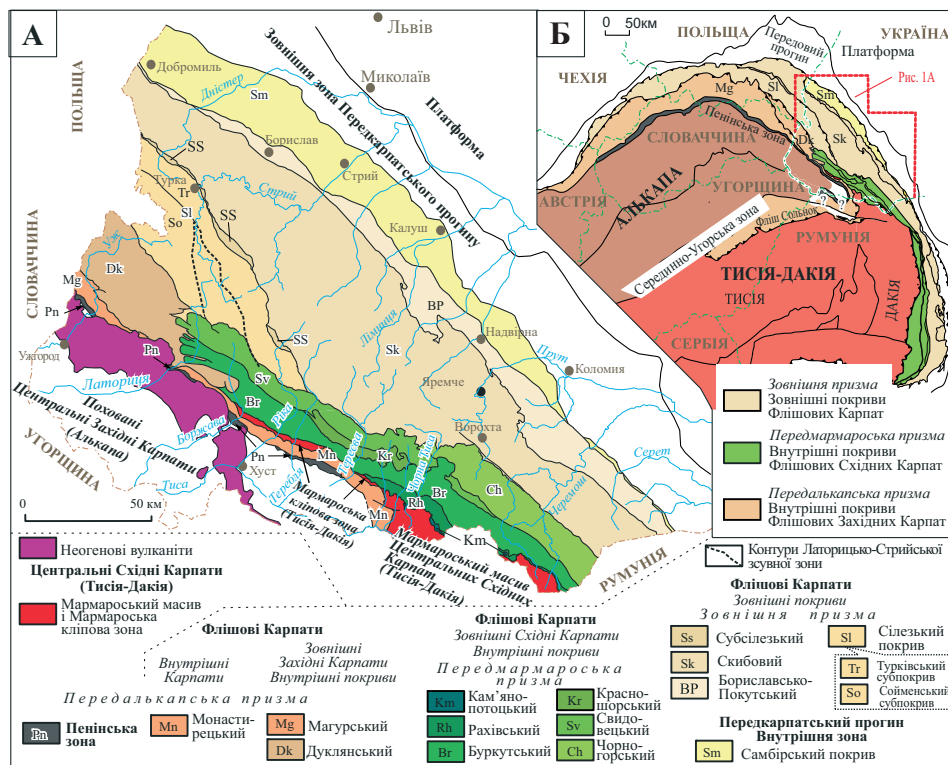 А
Львів
ПОЛЬЩА
Добромиль
Дністер
Sm
Миколаїв
Зовнішня зона Передкарпатського прогину
Платформа
Борислав
SS
Турка
Tr
Стрий
Стрий
So
Sl
SS
Калуш
СЛОВАЧЧИНА
Уж
Dk
Mg
Pn
BP
Лімниця
Надвірна
SS
Sk
Прут
Ужгород
Pn
Яремче
Коломия
Sv
Латориця
Br
Ворохта
Поховані
Центральні Західні Карпати
(Алькапа)
Боржава
Ріка
Серет
УГОРЩИНА
Pn
Mn
Тересва
Kr
Чорна ріка
Хуст
Тиса
Теребля
Ch
Br
Черемош
50 км
Мармароська
кліпова зона
(Тисія-Дакія)
Mn
Rh
Km
Мармароський масив
Центральних Східних
Карпат
(Тисія-Дакія)
РУМУНІЯ
Б
0 50км
ПОЛЬЩА
УКРАЇНА
Передовий
прогин
Платформа
ЧЕХІЯ
Рис. 1А
Mg
Sl
Sm
Пенінська зона
Sk
СЛОВАЧЧИНА
Dk
АЛЬКАПА
УГОРЩИНА
АВСТРІЯ
?
?
Фліш Сольнок
Серединно-Угорська зона
РУМУНІЯ
ТИСІЯ-ДАКІЯ
ТИСІЯ
ДАКІЯ
СЕРБІЯ
Зовнішня призма
Зовнішні покриви
Флішових Карпат
Передмармароська призма
Внутрішні покриви
Флішових Східних Карпат
Передалькапська призма
Внутрішні покриви
Флішових Західних Карпат
Неогенові вулканіти
Центральні Східні Карпати
(Тисія-Дакія)
Мармароський масив
і Мармароська
кліпова зона
Контури Латорицько-Стрийської
зсувної зони
Флішові Карпати
Внутрішні
Карпати
Зовнішні
Західні Карпати
Внутрішні покриви
Передалькапська призма
Pn Пенінська
зона
Mn Монасти-
рецький
Mg Магурський
Dk Дуклянський
Флішові Карпати
Зовнішні Східні Карпати
Внутрішні покриви
Передмармароська
призма
Km Кам’яно-
потоцький
Rh Рахівський
Br Буркутський
Kr Красно-
шорський
Sv Свидо-
вецький
Ch Чорно-
горський
Флішові Карпати
Зовнішні покриви
Зовнішня призма
Ss Субсілезький
Sk Скибовий
BP Бориславсько-
Покутський
Sl Сілезький
покрив
Tr Турківський
субпокрив
So Сойменський
субпокрив
Передкарпатський прогин
Внутрішня зона
Sm Самбірський покрив